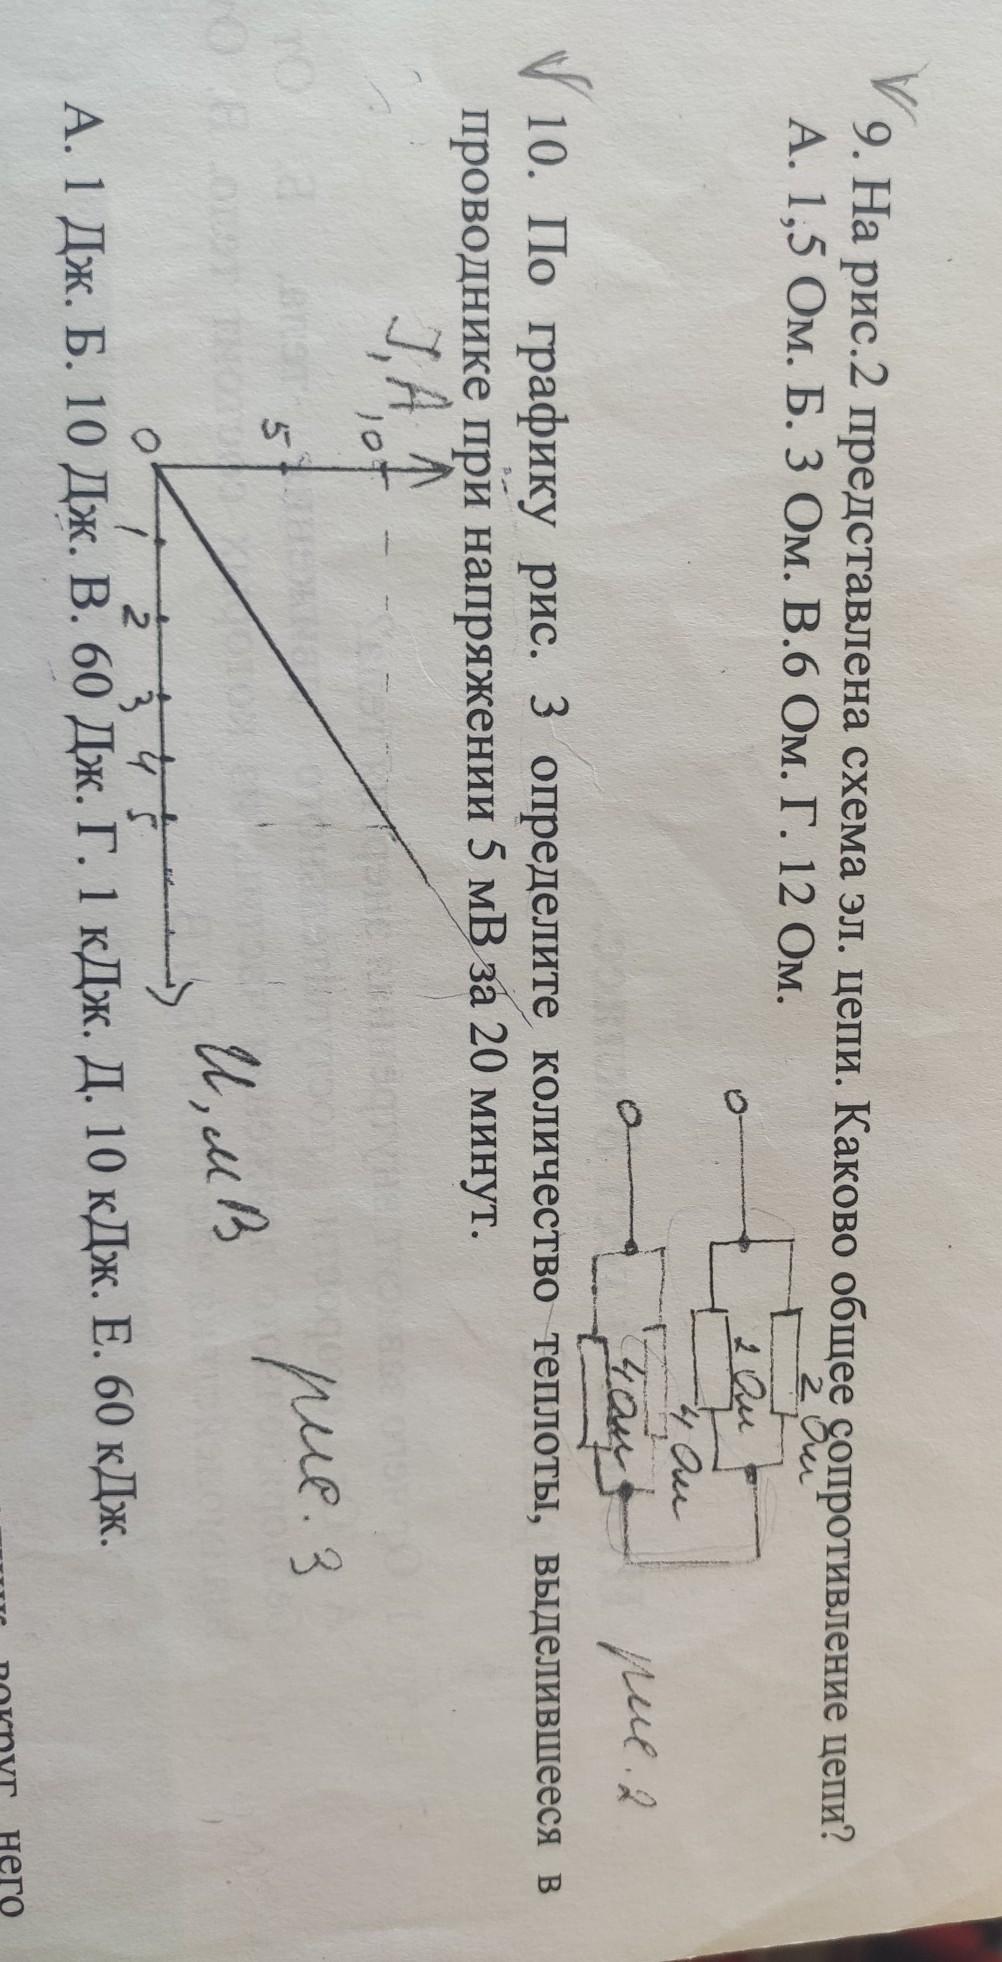 9. На рис.2 представлена схема эл. цепи. Каково общее сопротивление цепи?
А. 1,5 Ом. Б. 3 Ом. В.6 Ом. Г. 12 Ом.
2 Ом
2 Ом
4 Ом
4 Ом
рис. 2
10. По графику рис. 3 определите количество теплоты, выделившееся в
проводнике при напряжении 5 мВ за 20 минут.
J, A
10
5
0
1 2 3 4 5
U, мВ
рис. 3
А. 1 Дж. Б. 10 Дж. В. 60 Дж. Г. 1 кДж. Д. 10 кДж. Е. 60 кДж.
вокруг него